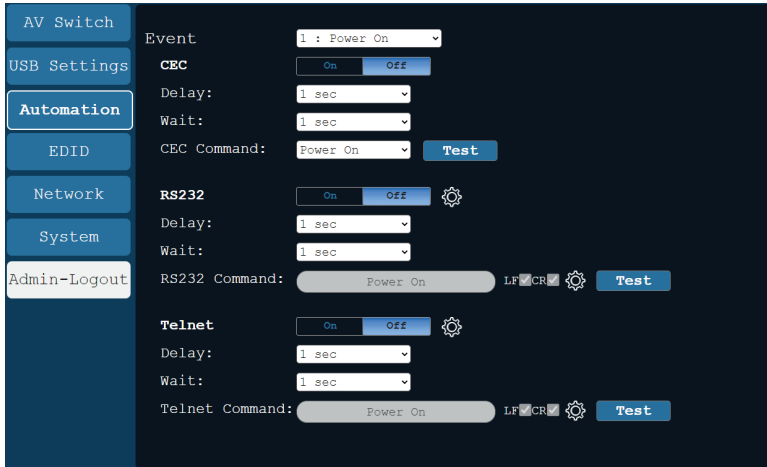 AV Switch
USB Settings
Automation
EDID
Network
System
Admin-Logout
Event 1 : Power On
CEC On Off
Delay: 1 sec
Wait: 1 sec
CEC Command: Power On Test
RS232 On Off
Delay: 1 sec
Wait: 1 sec
RS232 Command: Power On LF CR Test
Telnet On Off
Delay: 1 sec
Wait: 1 sec
Telnet Command: Power On LF CR Test